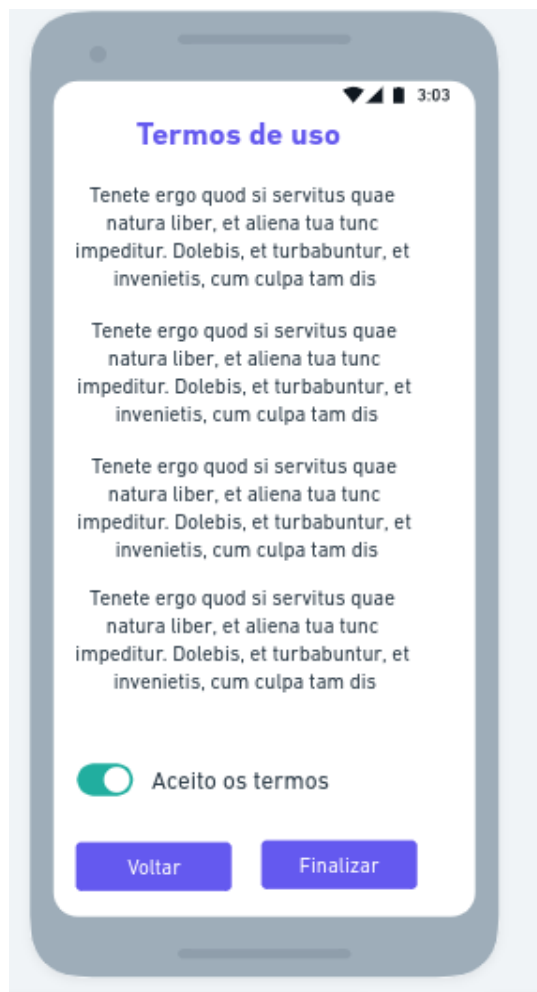 3:03
Termos de uso
Tenete ergo quod si servitus quae
natura liber, et aliena tua tunc
impeditur. Dolebis, et turbabuntur, et
invenietis, cum culpa tam dis
Tenete ergo quod si servitus quae
natura liber, et aliena tua tunc
impeditur. Dolebis, et turbabuntur, et
invenietis, cum culpa tam dis
Tenete ergo quod si servitus quae
natura liber, et aliena tua tunc
impeditur. Dolebis, et turbabuntur, et
invenietis, cum culpa tam dis
Tenete ergo quod si servitus quae
natura liber, et aliena tua tunc
impeditur. Dolebis, et turbabuntur, et
invenietis, cum culpa tam dis
Aceito os termos
Voltar
Finalizar